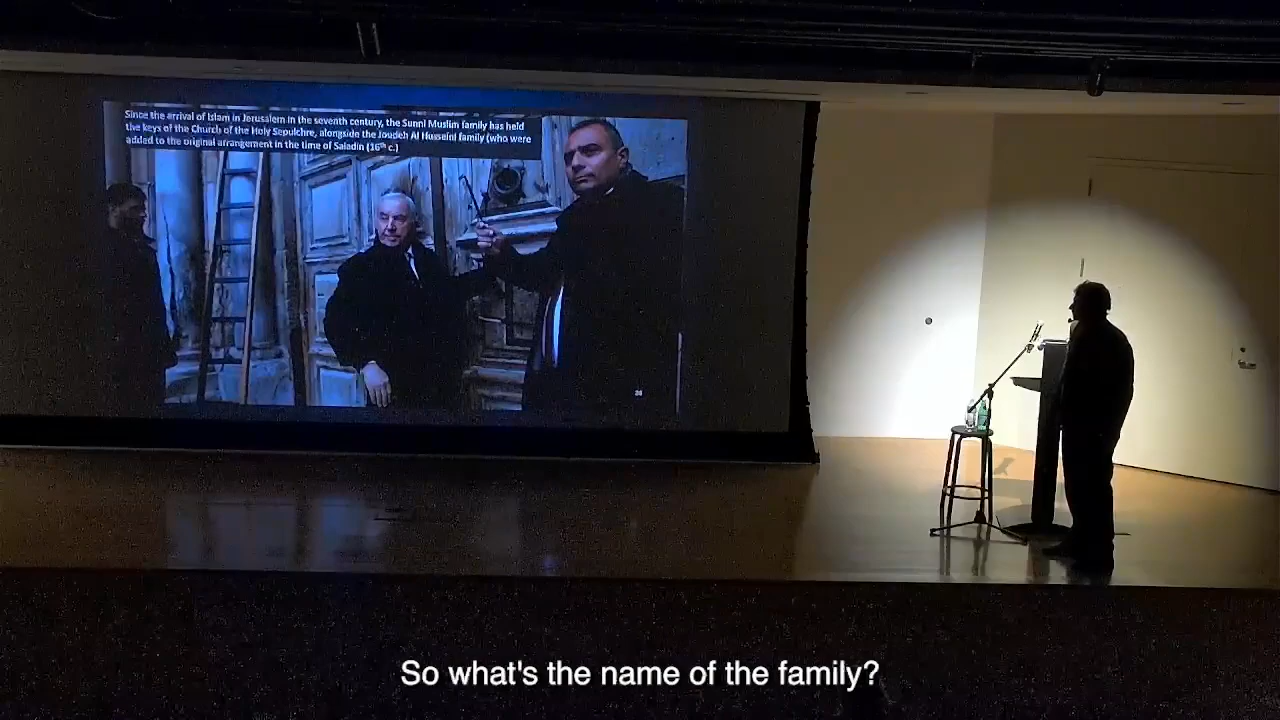 Since the arrival of Islam in Jerusalem in the seventh century, the Sunni Muslim family has held
the keys of the Church of the Holy Sepulchre, alongside the Joudeh Al Husseini family (who were
added to the original arrangement in the time of Saladin (16th c.)
28
So what's the name of the family?